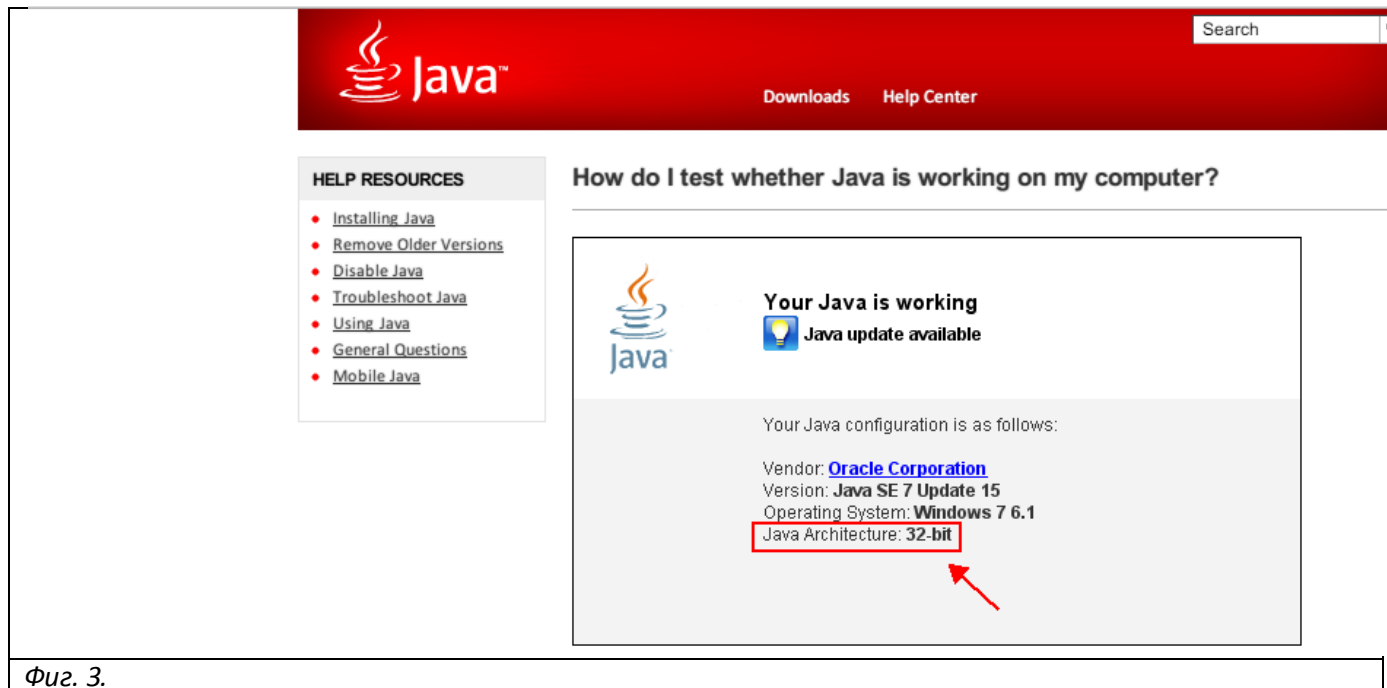 Search
Java™
Downloads Help Center
HELP RESOURCES
Installing Java
Remove Older Versions
Disable Java
Troubleshoot Java
Using Java
General Questions
Mobile Java
How do I test whether Java is working on my computer?
Java
Your Java is working
Java update available
Your Java configuration is as follows:
Vendor: Oracle Corporation
Version: Java SE 7 Update 15
Operating System: Windows 7 6.1
Java Architecture: 32-bit
Фиг. 3.